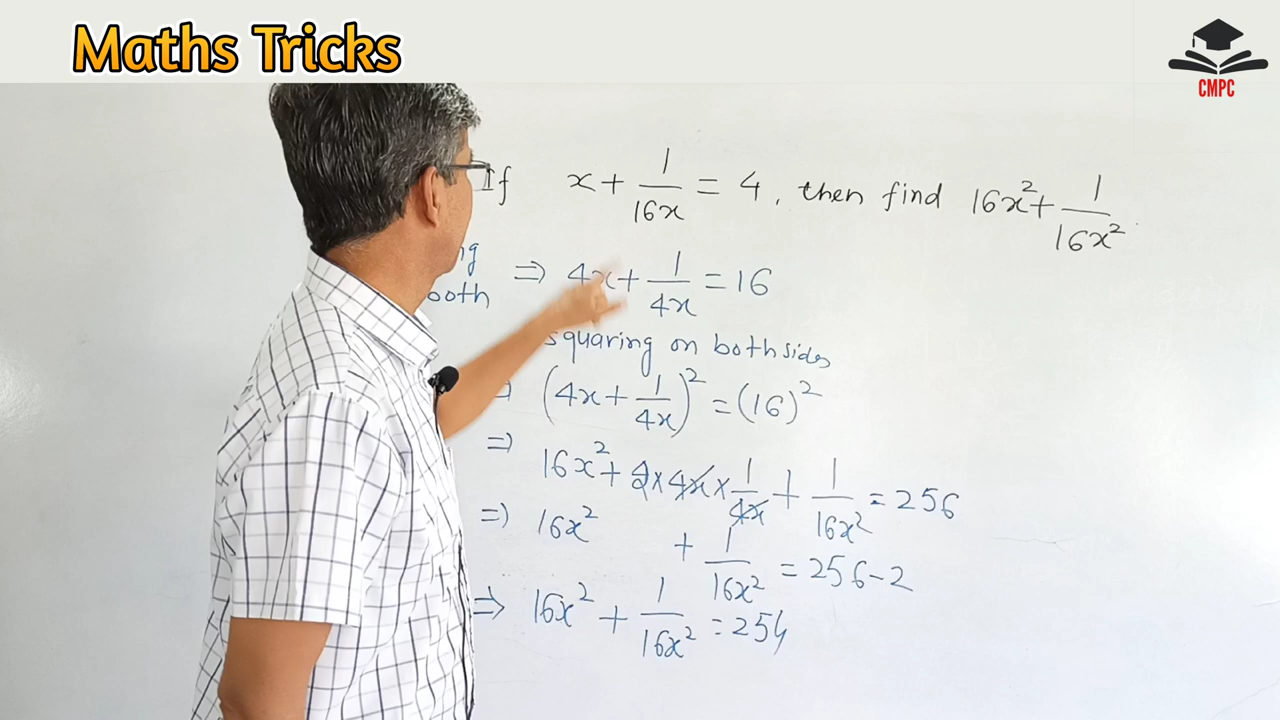 Maths Tricks
CMPC
If x + 1/16x = 4, then find 16x² + 1/16x²
⇒ 4x + 1/4x = 16
both
squaring on both sides
⇒ (4x + 1/4x)² = (16)²
⇒ 16x² + 2 × 4x × 1/4x + 1/16x² = 256
⇒ 16x² + 1/16x² = 256 - 2
⇒ 16x² + 1/16x² = 254